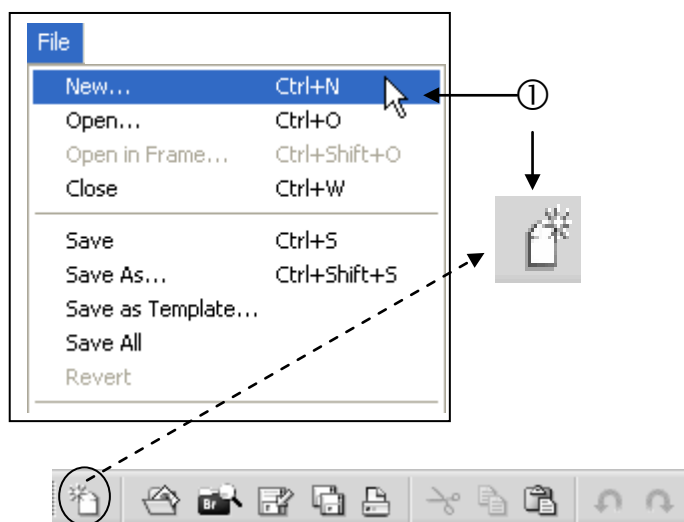 File
New... Ctrl+N
①
Open... Ctrl+O
Open in Frame... Ctrl+Shift+O
Close Ctrl+W
Save Ctrl+S
Save As... Ctrl+Shift+S
Save as Template...
Save All
Revert
Br